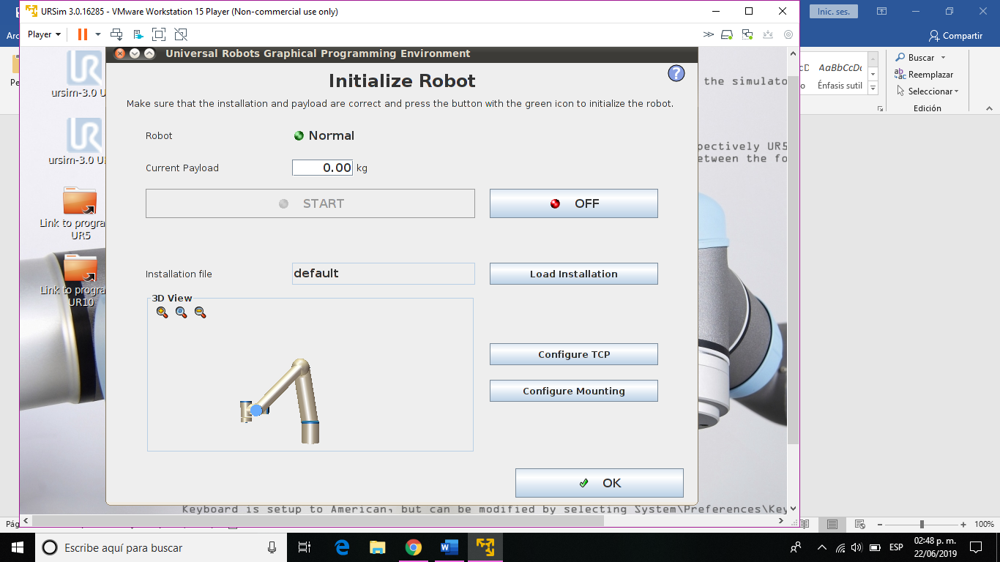 URSim 3.0.16285 - VMware Workstation 15 Player (Non-commercial use only)
Inic. ses.
Player
Compartir
Universal Robots Graphical Programming Environment
Buscar
Reemplazar
Seleccionar
Edición
AaBbCcDc
Énfasis sutil
UR
ursim-3.0 U
UR
ursim-3.0 U
Link to progra
UR5
Link to progra
UR10
the simulato
pectively UR5
etween the fo
Initialize Robot
?
Make sure that the installation and payload are correct and press the button with the green icon to initialize the robot.
Robot
Normal
Current Payload
0.00 kg
START
OFF
Installation file
default
Load Installation
3D View
Configure TCP
Configure Mounting
OK
Keyboard is setup to American, but can be modified by selecting System\Preferences\Key
Pág
100%
Escribe aquí para buscar
ESP
02:48 p. m.
22/06/2019